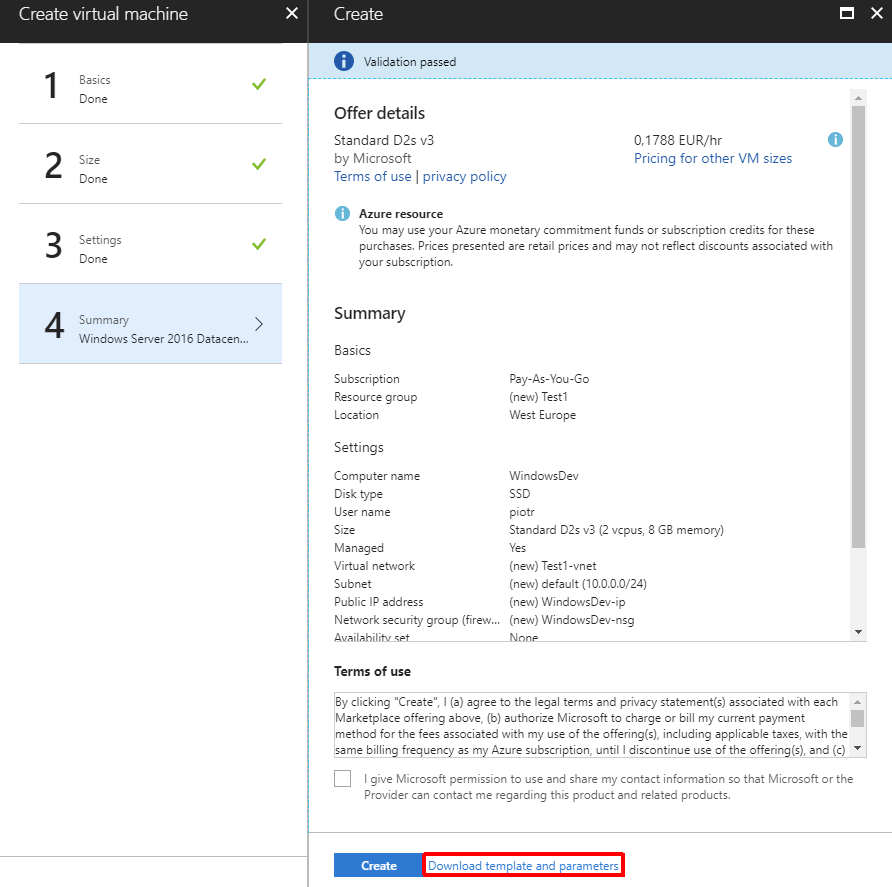 Create virtual machine
1
Basics
Done
2
Size
Done
3
Settings
Done
4
Summary
Windows Server 2016 Datacen...
Create
Validation passed
Offer details
Standard D2s v3
0,1788 EUR/hr
by Microsoft
Pricing for other VM sizes
Terms of use | privacy policy
Azure resource
You may use your Azure monetary commitment funds or subscription credits for these
purchases. Prices presented are retail prices and may not reflect discounts associated with
your subscription.
Summary
Basics
Subscription Pay-As-You-Go
Resource group (new) Test1
Location West Europe
Settings
Computer name WindowsDev
Disk type SSD
User name piotr
Size Standard D2s v3 (2 vcpus, 8 GB memory)
Managed Yes
Virtual network (new) Test1-vnet
Subnet (new) default (10.0.0.0/24)
Public IP address (new) WindowsDev-ip
Network security group (firew... (new) WindowsDev-nsg
Availability set None
Terms of use
By clicking "Create", I (a) agree to the legal terms and privacy statement(s) associated with each
Marketplace offering above, (b) authorize Microsoft to charge or bill my current payment
method for the fees associated with my use of the offering(s), including applicable taxes, with the
same billing frequency as my Azure subscription, until I discontinue use of the offering(s), and (c)
I give Microsoft permission to use and share my contact information so that Microsoft or the
Provider can contact me regarding this product and related products.
Create
Download template and parameters